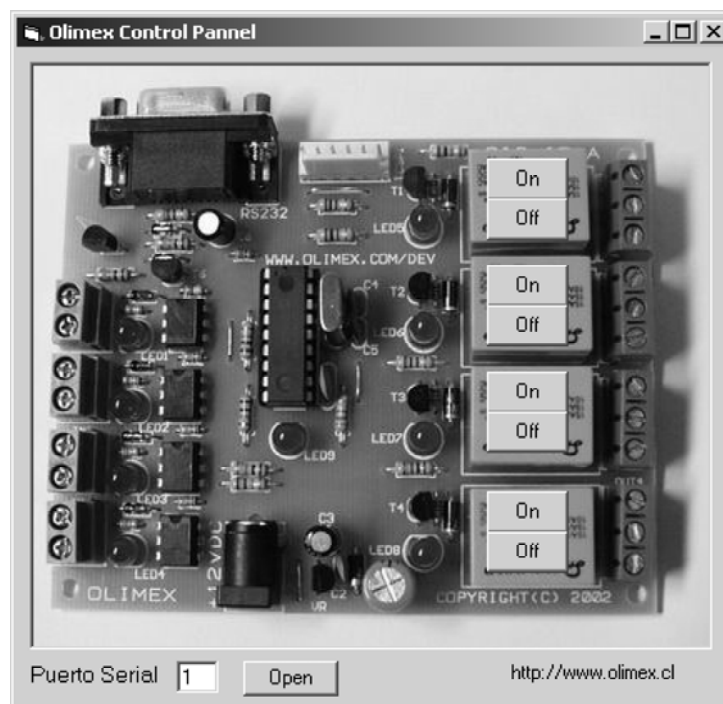 Olimex Control Pannel
On
Off
T1
RS232
LED5
WWW.OLIMEX.COM/DEV
On
Off
T2
C4
LED6
C5
LED1
On
Off
T3
LED2
LED7
LED9
LED3
On
Off
T4
C3
LED8
+12VDC
LED4
C2
OLIMEX
VR
COPYRIGHT(C) 2002
Puerto Serial
1
Open
http://www.olimex.cl